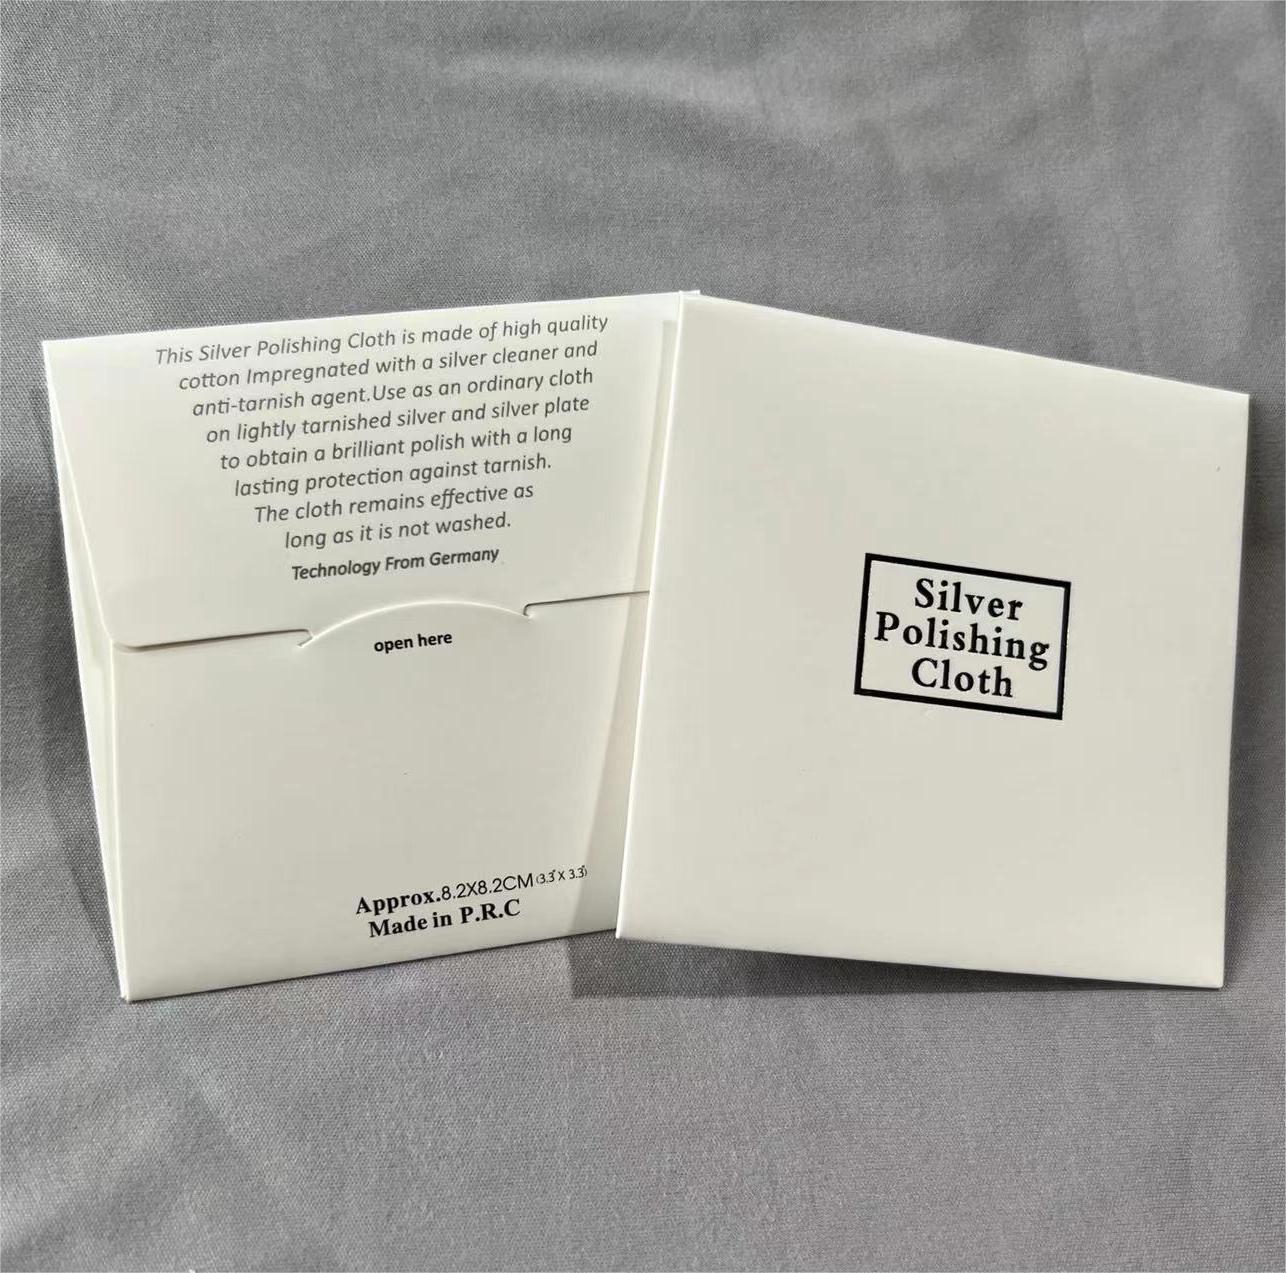 This Silver Polishing Cloth is made of high quality
cotton Impregnated with a silver cleaner and
anti-tarnish agent.Use as an ordinary cloth
on lightly tarnished silver and silver plate
to obtain a brilliant polish with a long
lasting protection against tarnish.
The cloth remains effective as
long as it is not washed.
Technology From Germany
open here
Approx.8.2X8.2CM(3.3"X 3.3")
Made in P.R.C
Silver
Polishing
Cloth